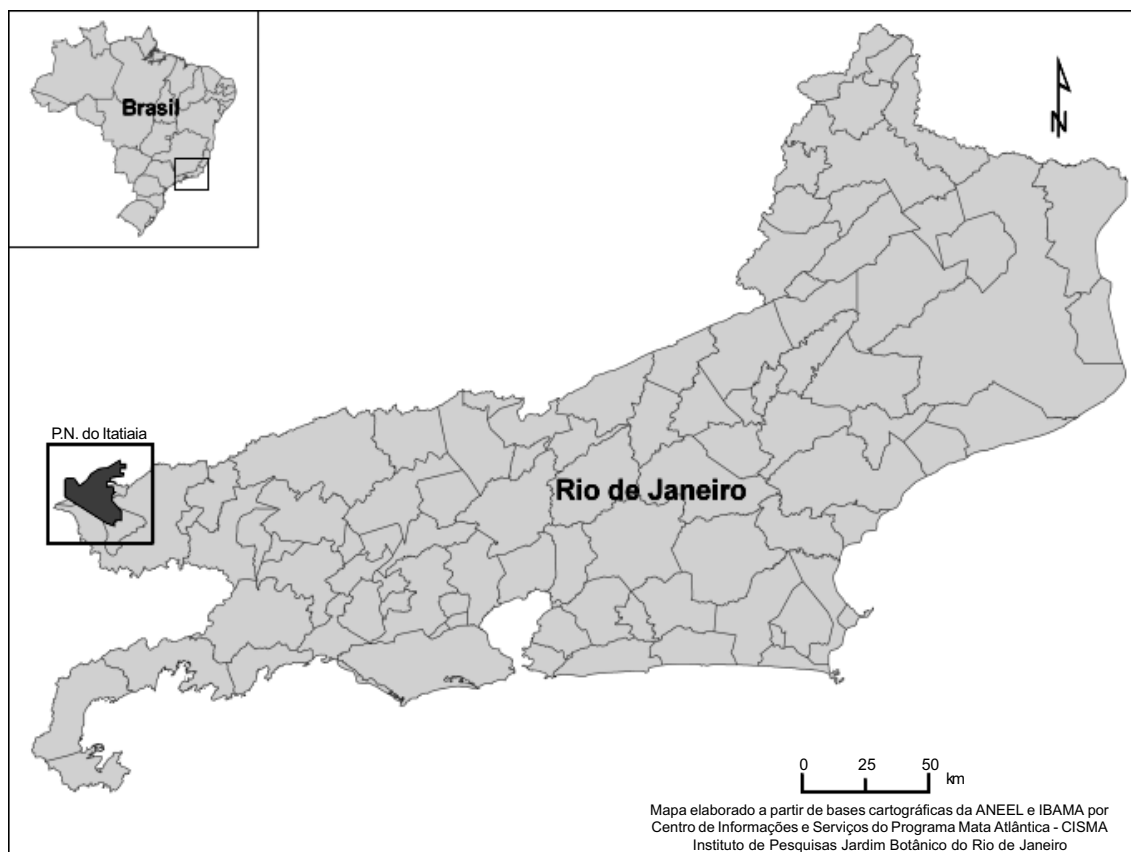 Brasil
N
P.N. do Itatiaia
Rio de Janeiro
0 25 50
km
Mapa elaborado a partir de bases cartográficas da ANEEL e IBAMA por
Centro de Informações e Serviços do Programa Mata Atlântica - CISMA
Instituto de Pesquisas Jardim Botânico do Rio de Janeiro